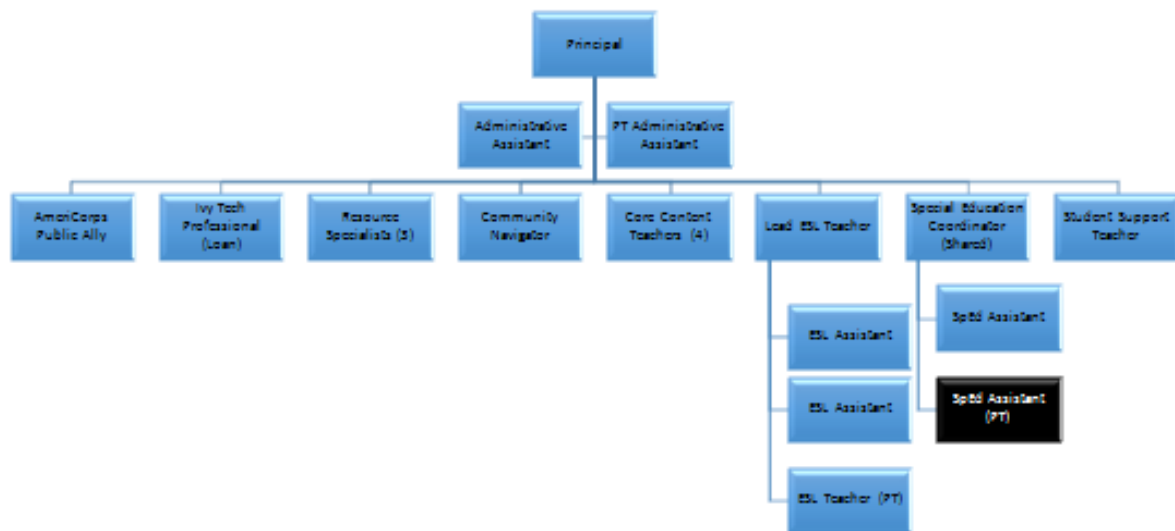 Principal
Administrative
Assistant
PT Administrative
Assistant
AmeriCorps
Public Ally
Ivy Tech
Professional
(Loan)
Resource
Specialists (3)
Community
Navigator
Core Content
Teachers (4)
Lead ESL Teacher
Special Education
Coordinator
(Shared)
Student Support
Teacher
ESL Assistant
ESL Assistant
ESL Teacher (PT)
SpEd Assistant
SpEd Assistant
(PT)